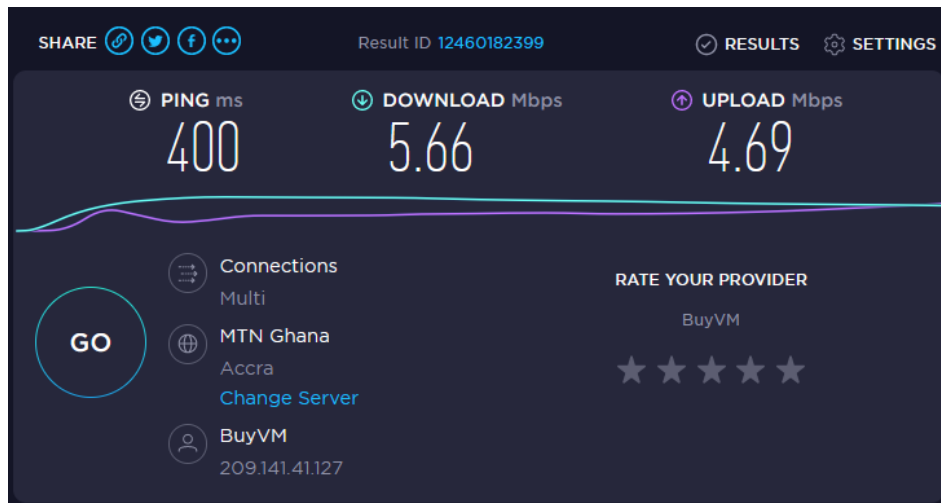 SHARE Result ID 12460182399 RESULTS SETTINGS
PING ms DOWNLOAD Mbps UPLOAD Mbps
400 5.66 4.69
Connections
Multi
MTN Ghana
Accra
Change Server
BuyVM
209.141.41.127
GO
RATE YOUR PROVIDER
BuyVM